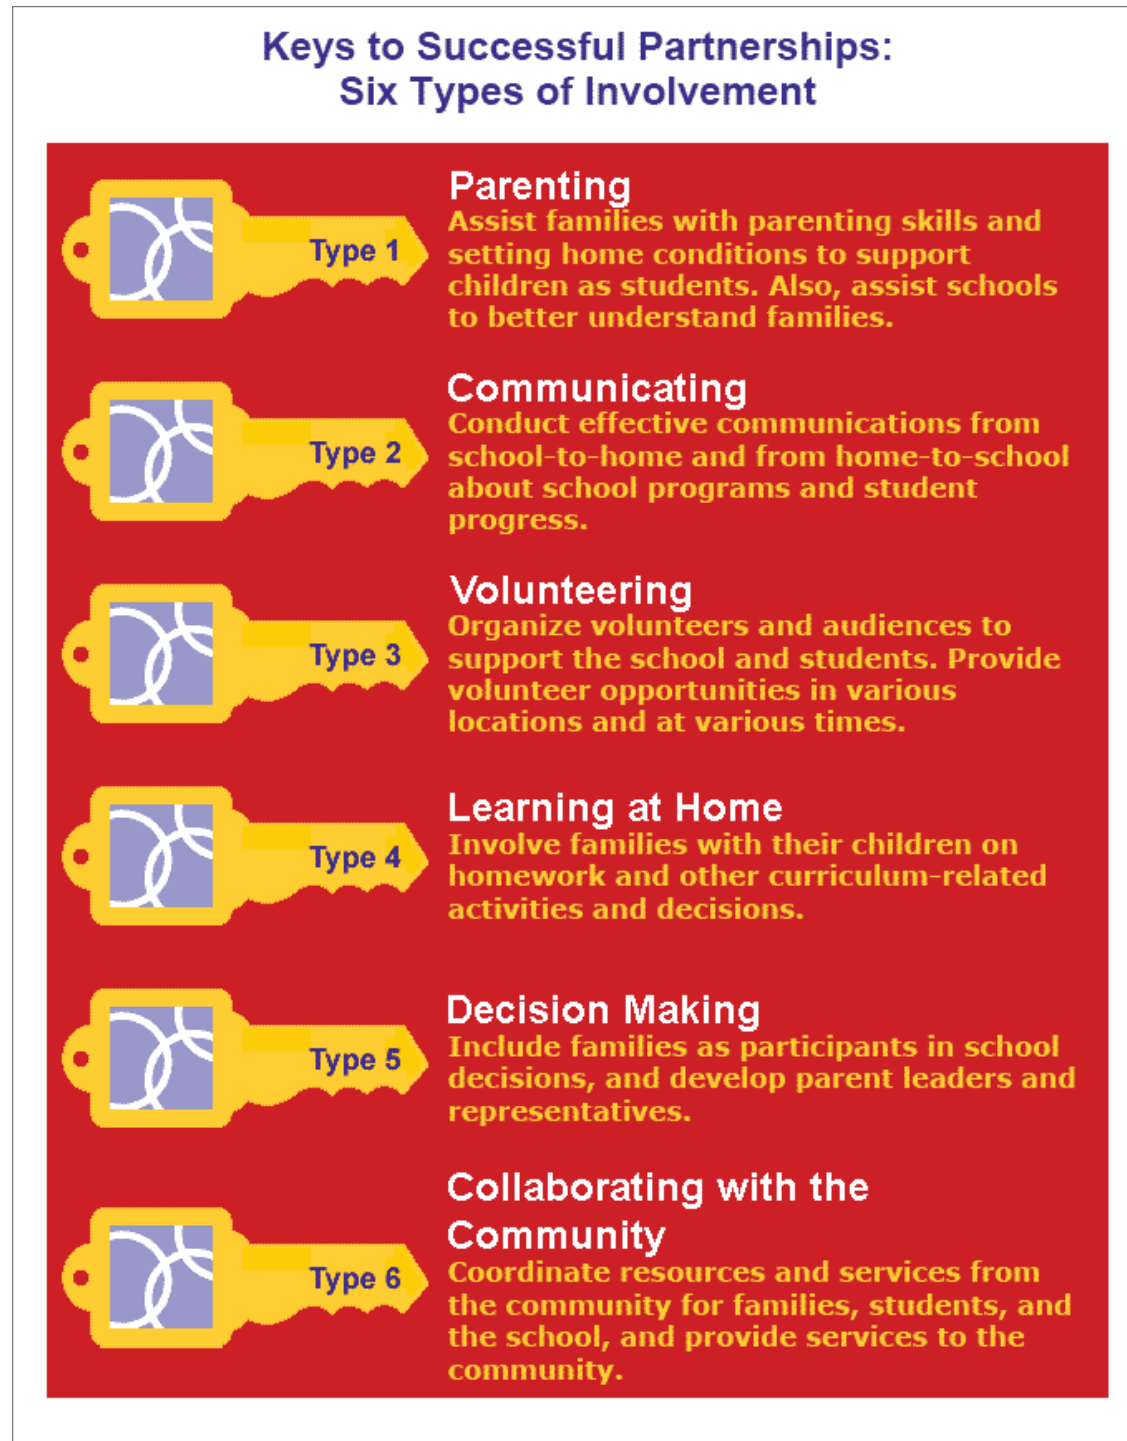 Keys to Successful Partnerships:
Six Types of Involvement
Type 1
Parenting
Assist families with parenting skills and
setting home conditions to support
children as students. Also, assist schools
to better understand families.
Type 2
Communicating
Conduct effective communications from
school-to-home and from home-to-school
about school programs and student
progress.
Type 3
Volunteering
Organize volunteers and audiences to
support the school and students. Provide
volunteer opportunities in various
locations and at various times.
Type 4
Learning at Home
Involve families with their children on
homework and other curriculum-related
activities and decisions.
Type 5
Decision Making
Include families as participants in school
decisions, and develop parent leaders and
representatives.
Type 6
Collaborating with the
Community
Coordinate resources and services from
the community for families, students, and
the school, and provide services to the
community.